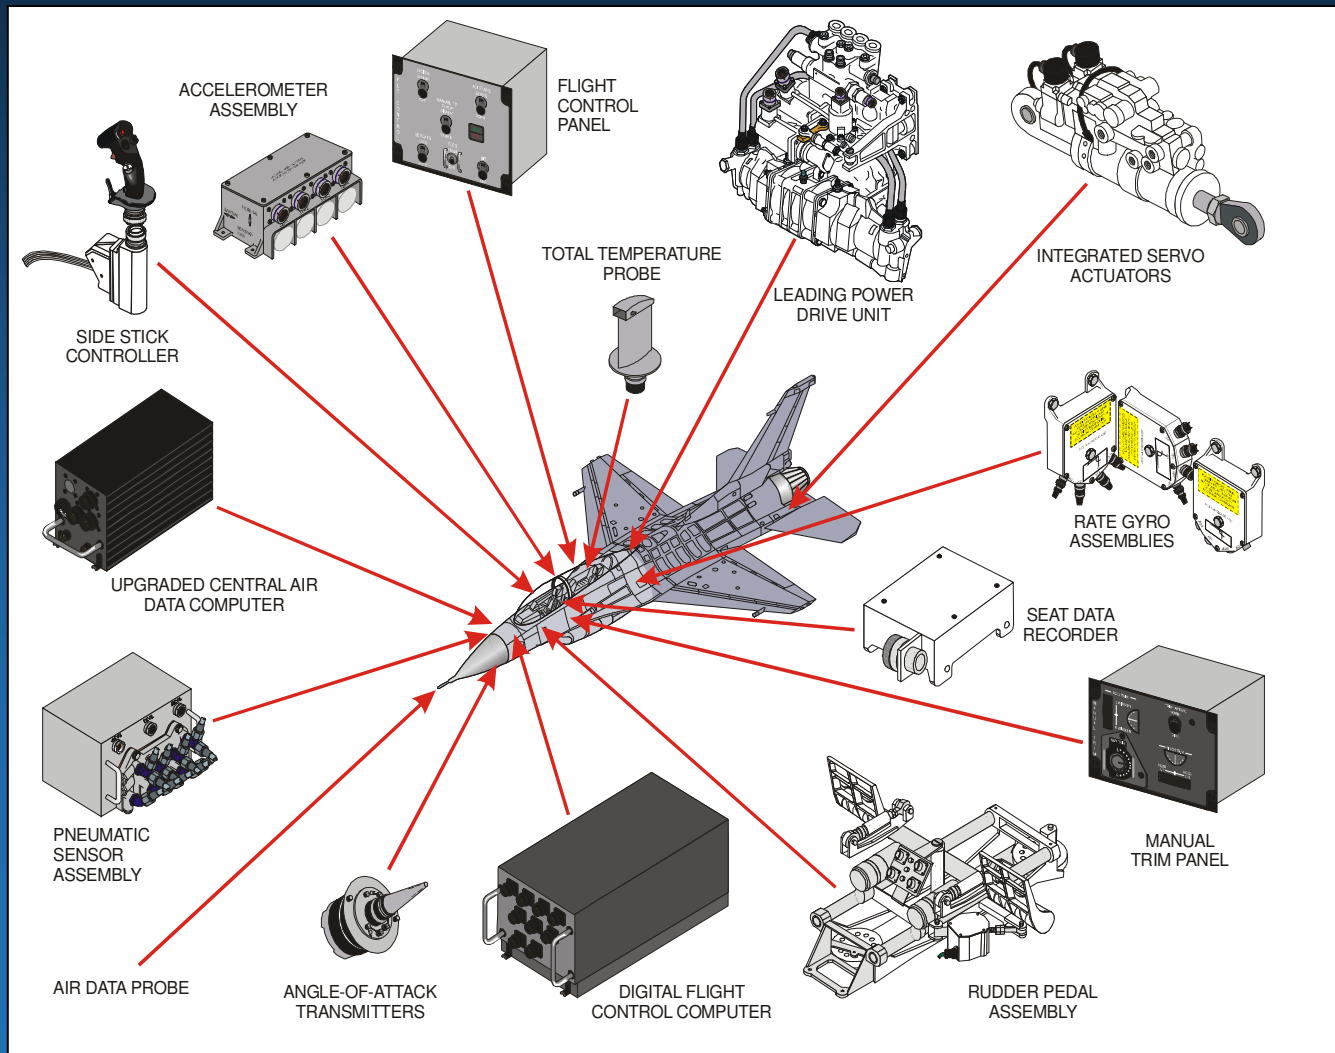 ACCELEROMETER
ASSEMBLY
FLIGHT
CONTROL
PANEL
TOTAL TEMPERATURE
PROBE
LEADING POWER
DRIVE UNIT
INTEGRATED SERVO
ACTUATORS
SIDE STICK
CONTROLLER
UPGRADED CENTRAL AIR
DATA COMPUTER
RATE GYRO
ASSEMBLIES
SEAT DATA
RECORDER
PNEUMATIC
SENSOR
ASSEMBLY
MANUAL
TRIM PANEL
AIR DATA PROBE
ANGLE-OF-ATTACK
TRANSMITTERS
DIGITAL FLIGHT
CONTROL COMPUTER
RUDDER PEDAL
ASSEMBLY